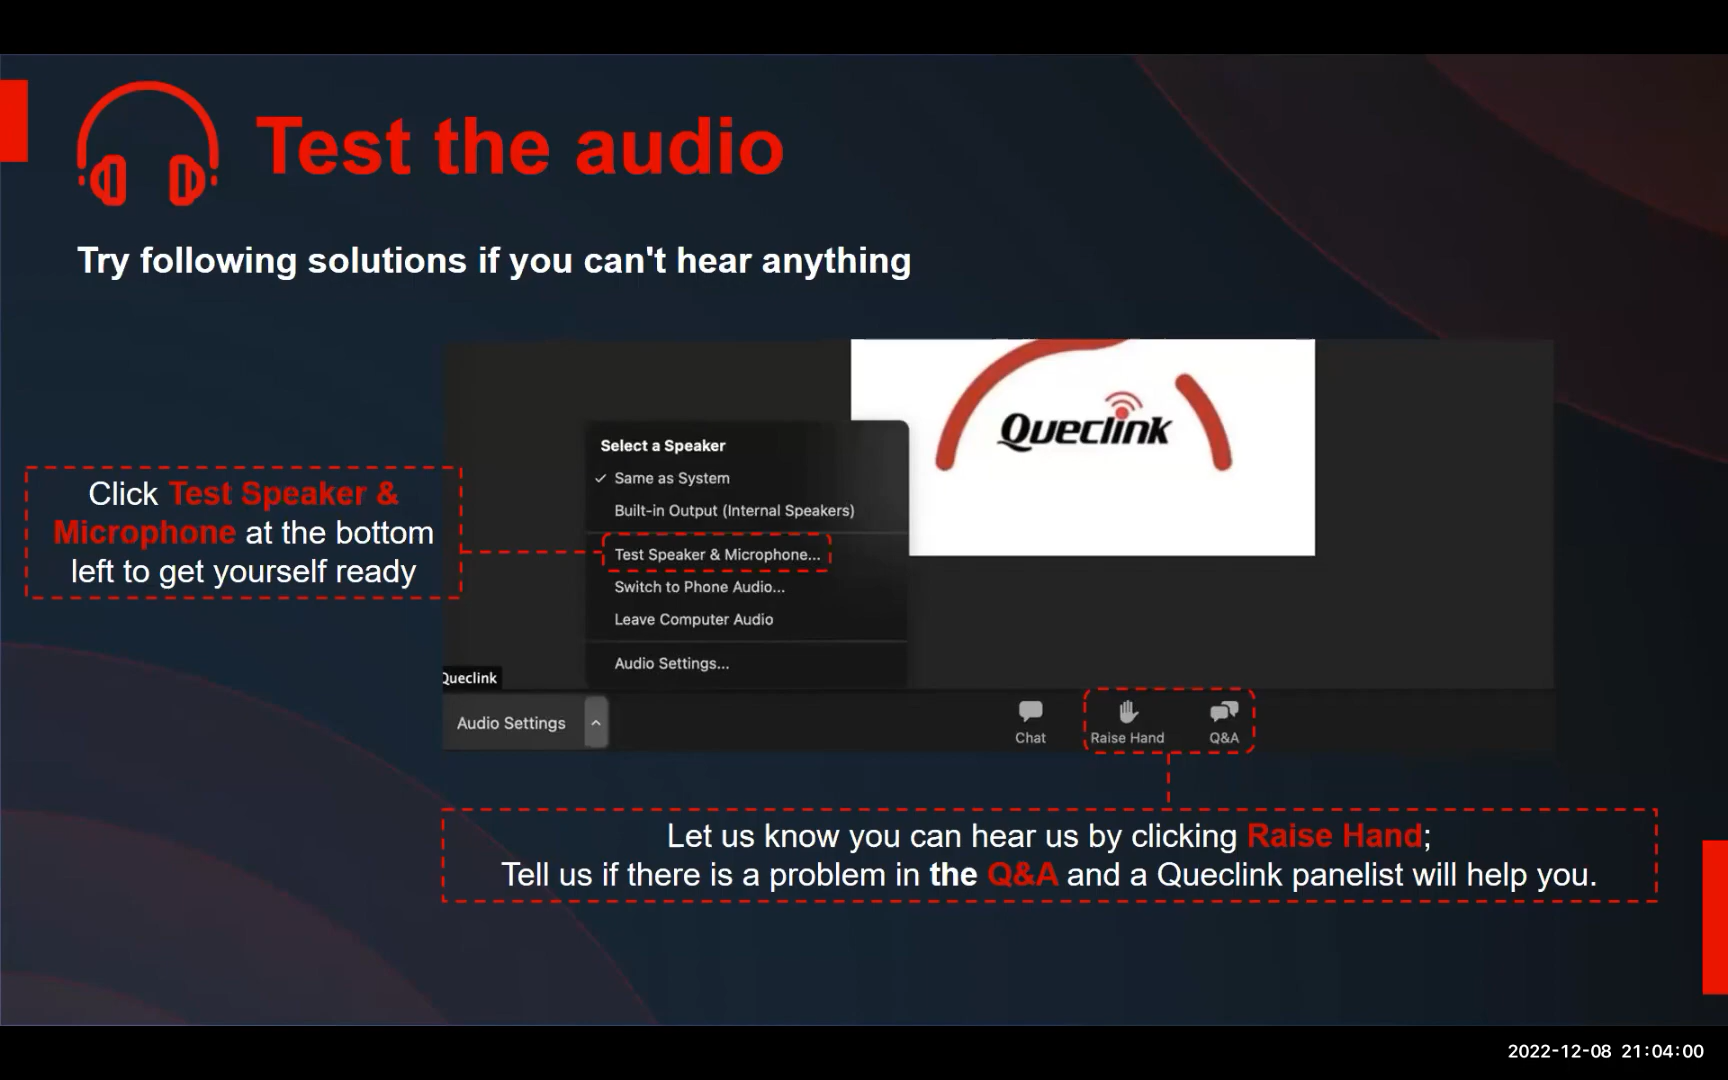 Test the audio
Try following solutions if you can't hear anything
Queclink
Select a Speaker
Same as System
Built-in Output (Internal Speakers)
Test Speaker & Microphone...
Switch to Phone Audio...
Leave Computer Audio
Audio Settings...
Click Test Speaker &
Microphone at the bottom
left to get yourself ready
Queclink
Audio Settings
Chat
Raise Hand
Q&A
Let us know you can hear us by clicking Raise Hand;
Tell us if there is a problem in the Q&A and a Queclink panelist will help you.
2022-12-08 21:04:00